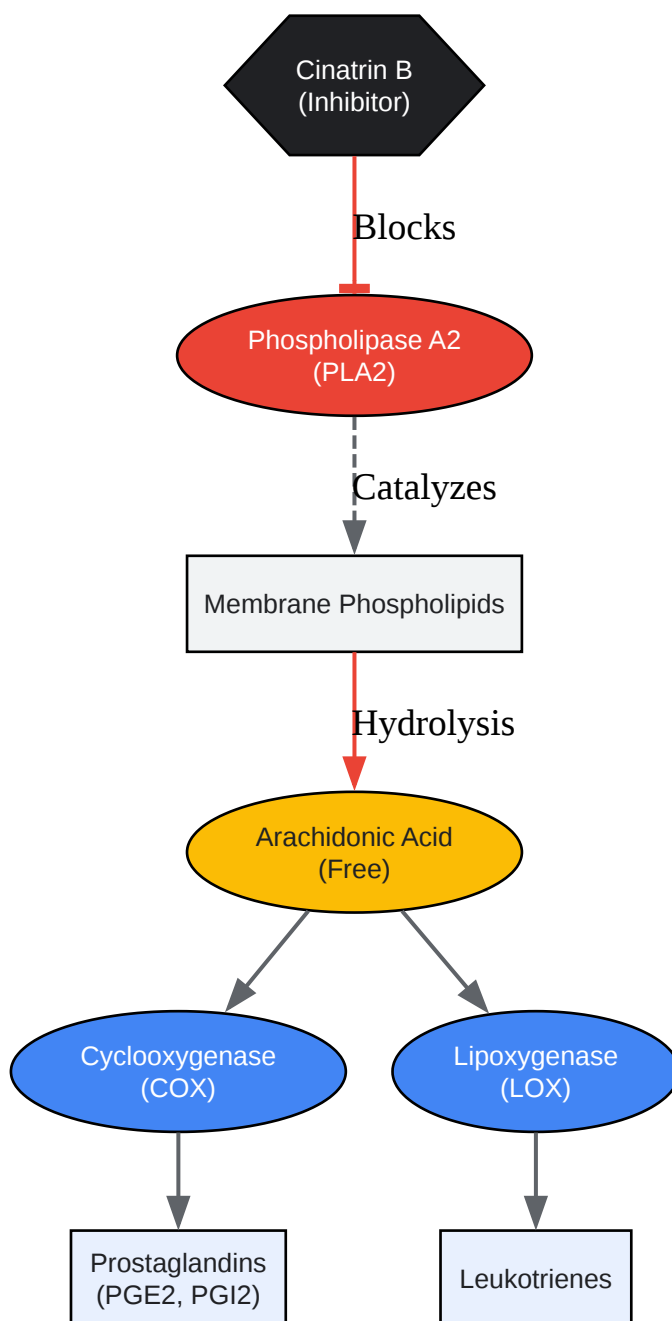 Cinatrin B
(Inhibitor)
Blocks
Phospholipase A2
(PLA2)
Catalyzes
Membrane Phospholipids
Hydrolysis
Arachidonic Acid
(Free)
Cyclooxygenase
(COX)
Lipoxygenase
(LOX)
Prostaglandins
(PGE2, PGI2)
Leukotrienes